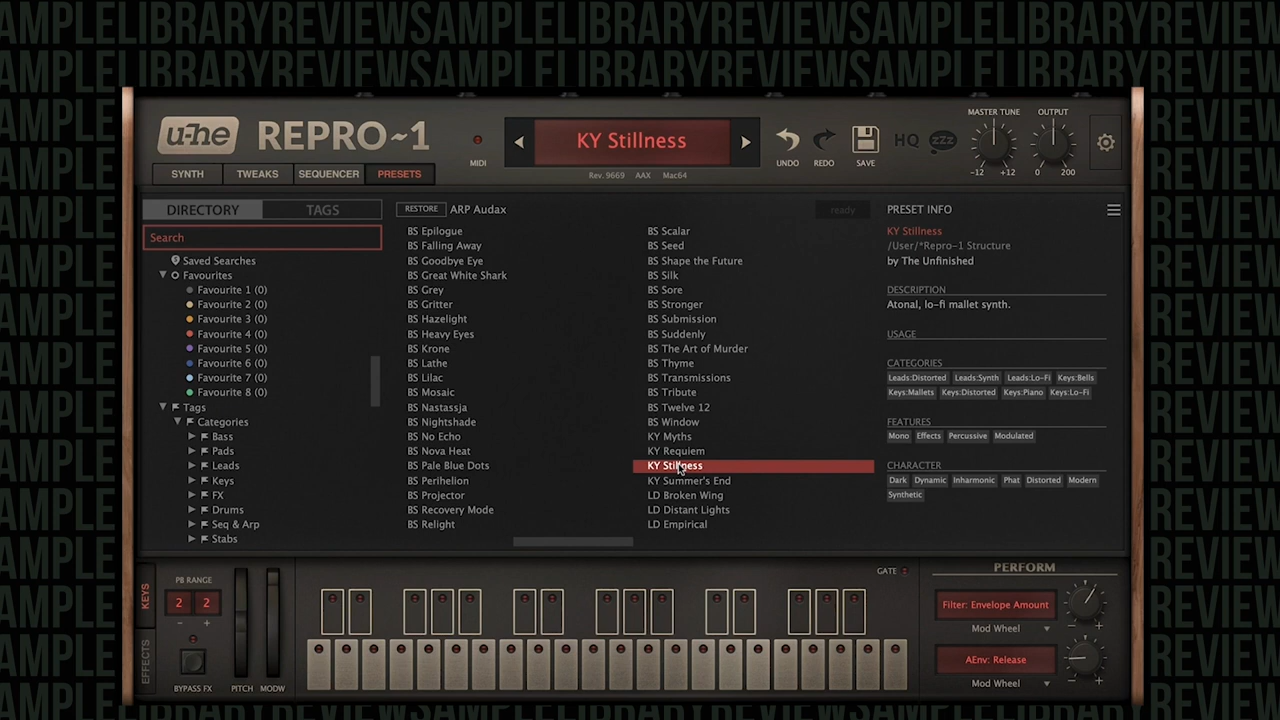 SAMPLELIBRARYREVIEWS
u-he REPRO~1
MIDI
KY Stillness
Rev. 9669 AAX Mac64
UNDO REDO SAVE
HQ zzz
MASTER TUNE OUTPUT
-12 +12 0 200
SYNTH TWEAKS SEQUENCER PRESETS
DIRECTORY TAGS
Search
Saved Searches
Favourites
Favourite 1 (0)
Favourite 2 (0)
Favourite 3 (0)
Favourite 4 (0)
Favourite 5 (0)
Favourite 6 (0)
Favourite 7 (0)
Favourite 8 (0)
Tags
Categories
Bass
Pads
Leads
Keys
FX
Drums
Seq & Arp
Stabs
RESTORE ARP Audax
ready
BS Epilogue
BS Falling Away
BS Goodbye Eye
BS Great White Shark
BS Grey
BS Gritter
BS Hazelight
BS Heavy Eyes
BS Krone
BS Lathe
BS Lilac
BS Mosaic
BS Nastassja
BS Nightshade
BS No Echo
BS Nova Heat
BS Pale Blue Dots
BS Perihelion
BS Projector
BS Recovery Mode
BS Relight
BS Scalar
BS Seed
BS Shape the Future
BS Silk
BS Sore
BS Stronger
BS Submission
BS Suddenly
BS The Art of Murder
BS Thyme
BS Transmissions
BS Tribute
BS Twelve 12
BS Window
KY Myths
KY Requiem
KY Stillness
KY Summer's End
LD Broken Wing
LD Distant Lights
LD Empirical
PRESET INFO
KY Stillness
/User/*Repro-1 Structure
by The Unfinished
DESCRIPTION
Atonal, lo-fi mallet synth.
USAGE
CATEGORIES
Leads:Distorted Leads:Synth Leads:Lo-Fi Keys:Bells
Keys:Mallets Keys:Distorted Keys:Piano Keys:Lo-Fi
FEATURES
Mono Effects Percussive Modulated
CHARACTER
Dark Dynamic Inharmonic Phat Distorted Modern
Synthetic
KEYS
EFFECTS
PB RANGE
2 2
- +
BYPASS FX PITCH MODW
GATE
PERFORM
Filter: Envelope Amount
Mod Wheel
- +
AEnv: Release
Mod Wheel
- +